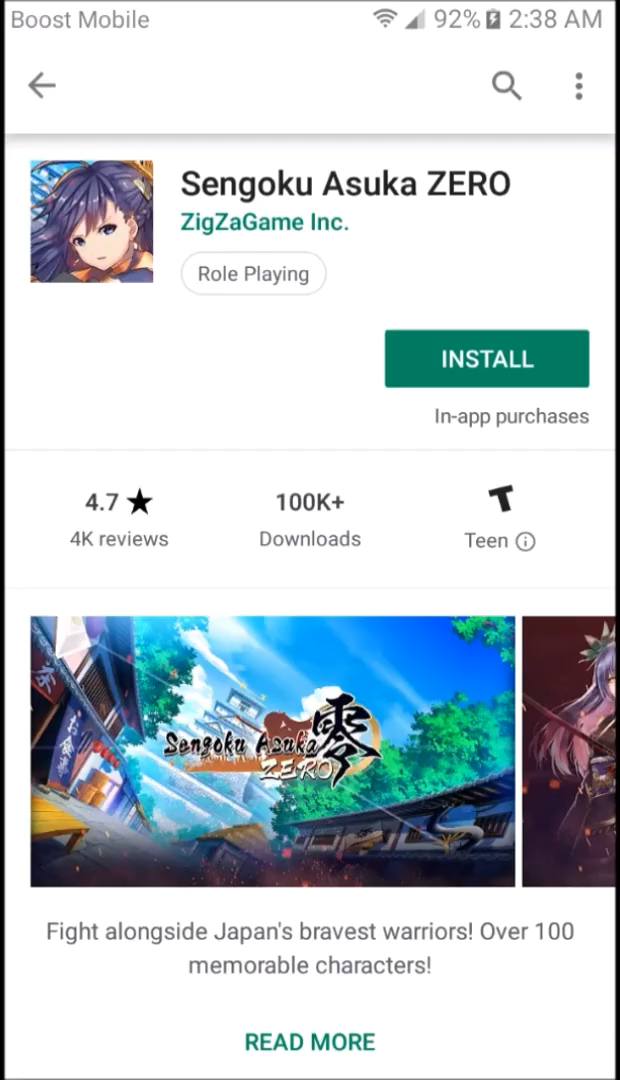 Boost Mobile 92% 2:38 AM
Sengoku Asuka ZERO
ZigZaGame Inc.
Role Playing
INSTALL
In-app purchases
4.7 ★ 100K+ T
4K reviews Downloads Teen
Sengoku Asuka 零
ZERO
Fight alongside Japan's bravest warriors! Over 100
memorable characters!
READ MORE